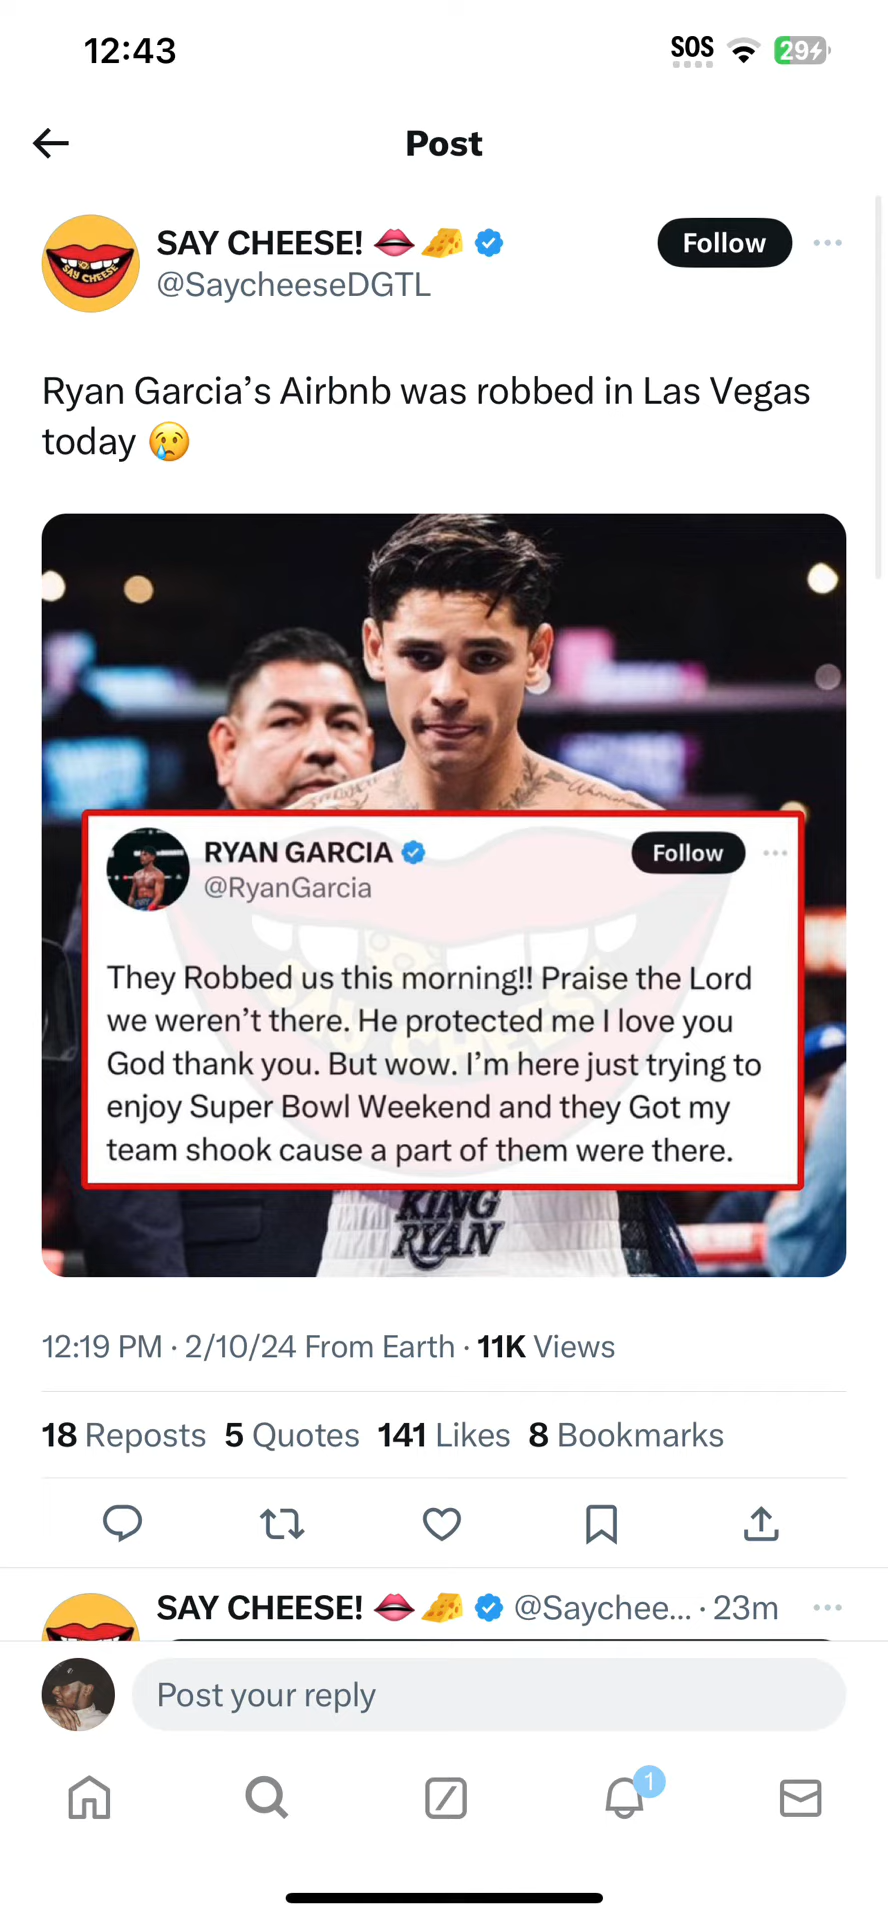 12:43
SOS
29
Post
SAY CHEESE! 👄🧀
Follow
@SaycheeseDGTL
SAY CHEESE
Ryan Garcia’s Airbnb was robbed in Las Vegas
today 😢
RYAN GARCIA
Follow
@RyanGarcia
They Robbed us this morning!! Praise the Lord
we weren’t there. He protected me I love you
God thank you. But wow. I’m here just trying to
enjoy Super Bowl Weekend and they Got my
team shook cause a part of them were there.
SAY CHEESE
KING
RYAN
12:19 PM · 2/10/24 From Earth · 11K Views
18 Reposts 5 Quotes 141 Likes 8 Bookmarks
SAY CHEESE! 👄🧀 @Saychee... · 23m
Post your reply
1